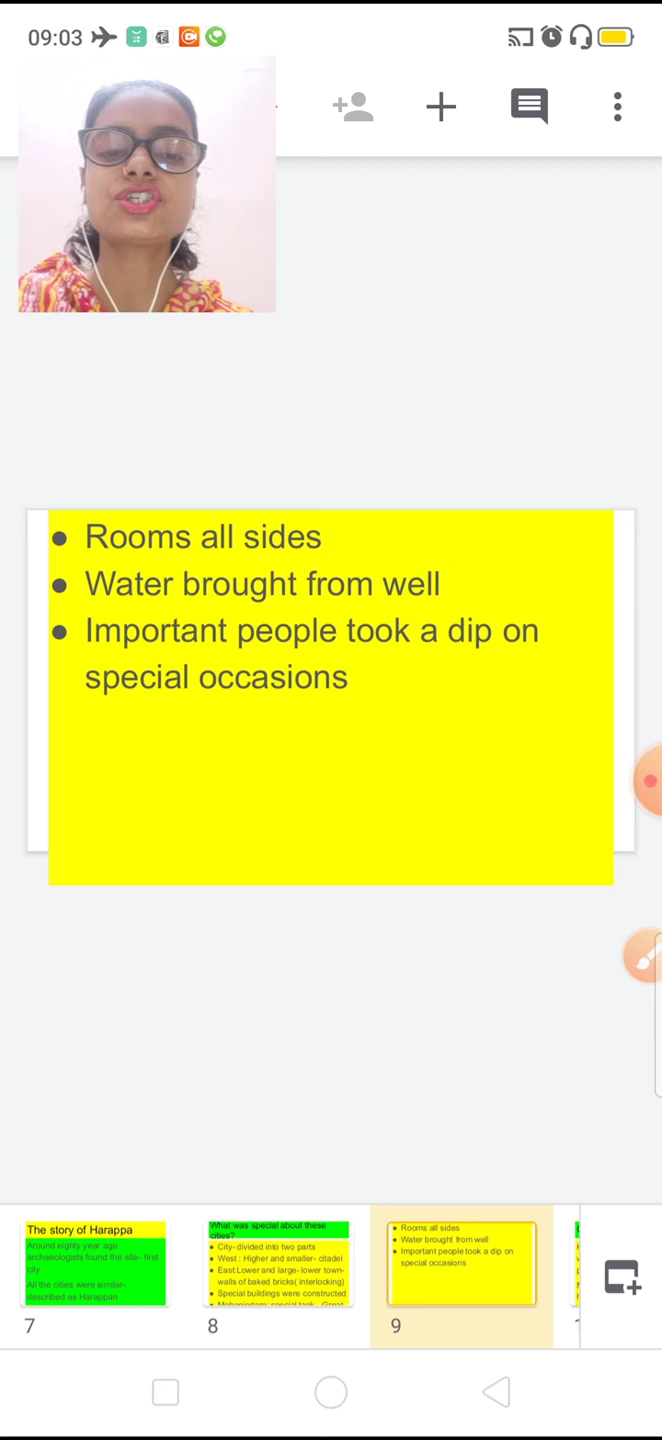 09:03
● Rooms all sides
● Water brought from well
● Important people took a dip on
special occasions
The story of Harappa
Around eighty year ago
archaeologists found the site- first
city
All the cities were similar-
described as Harappan
7
What was special about these
cities?
● City- divided into two parts
● West : Higher and smaller- citadel
● East:Lower and large- lower town-
walls of baked bricks( interlocking)
● Special buildings were constructed
8
● Rooms all sides
● Water brought from well
● Important people took a dip on
special occasions
9